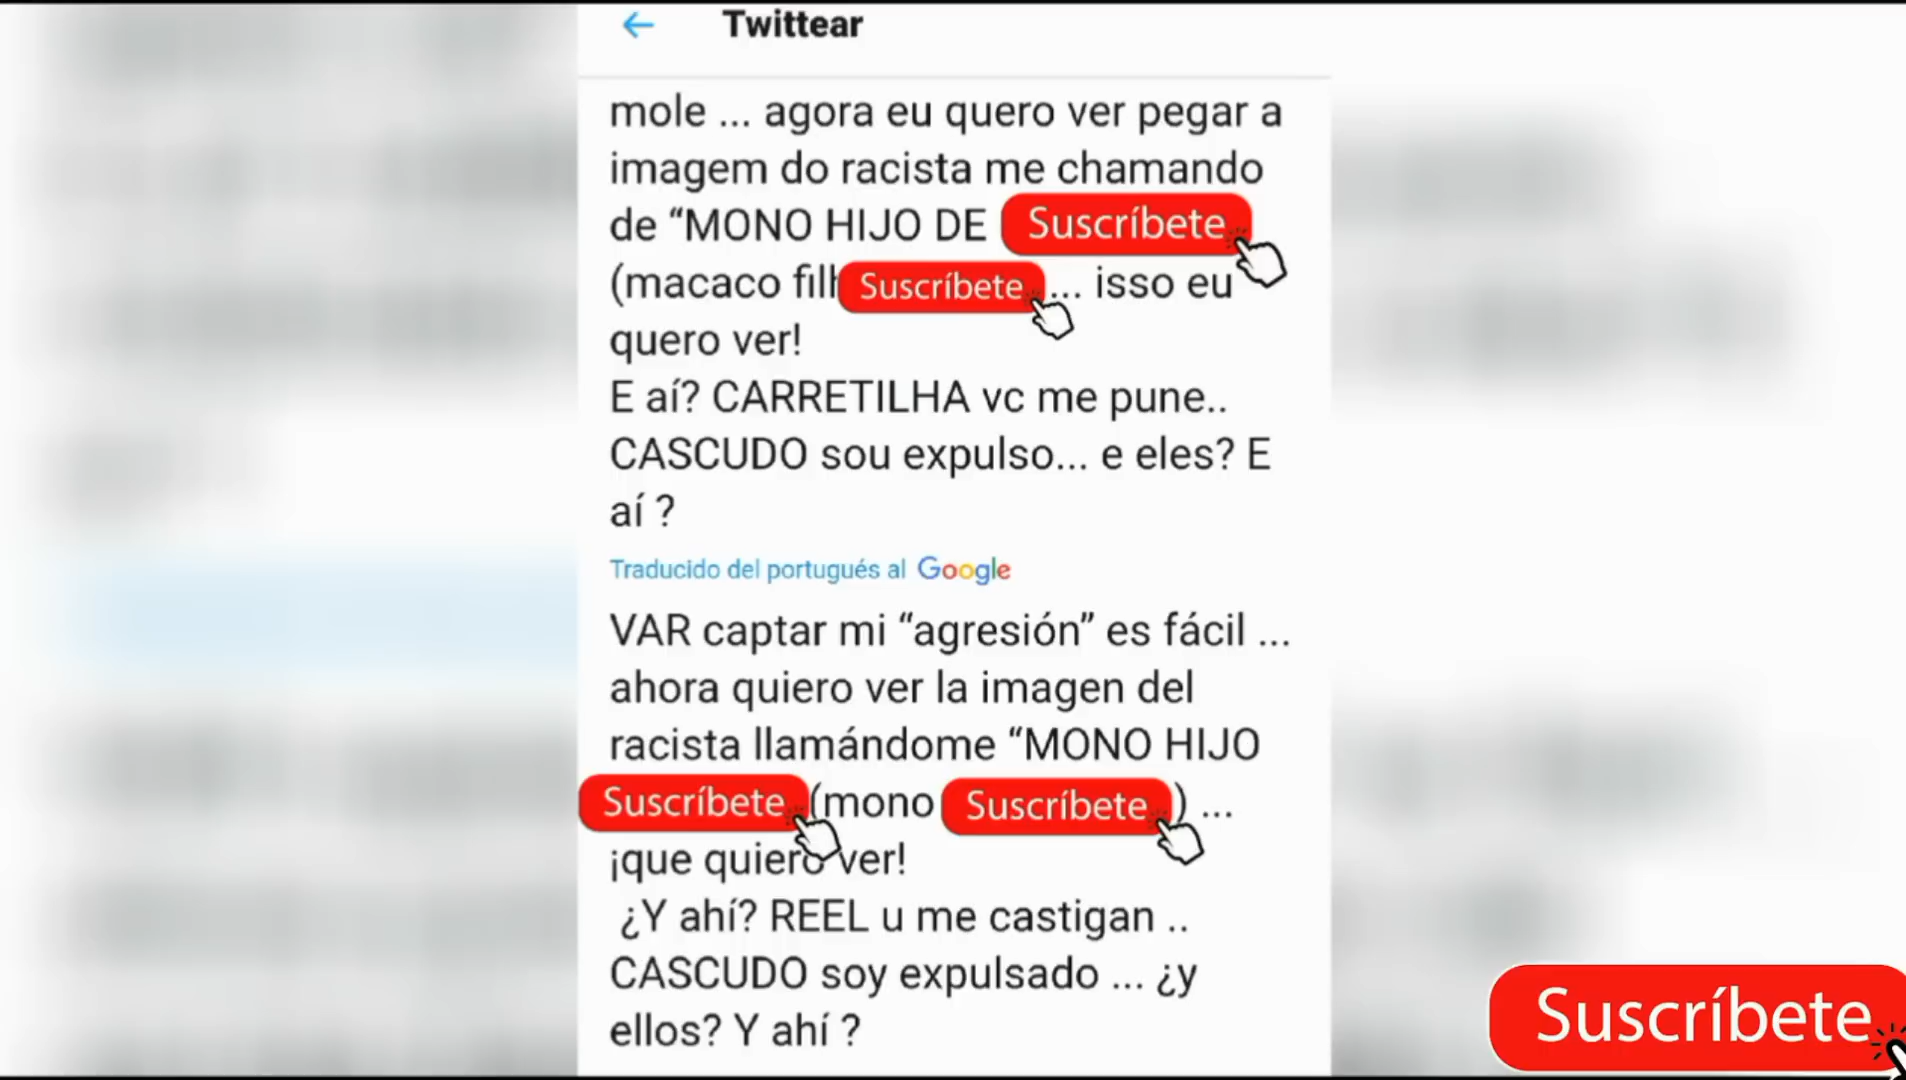 Twittear
mole ... agora eu quero ver pegar a
imagem do racista me chamando
de “MONO HIJO DE Suscríbete
(macaco filh Suscríbete ... isso eu
quero ver!
E aí? CARRETILHA vc me pune..
CASCUDO sou expulso... e eles? E
aí ?
Traducido del portugués al Google
VAR captar mi “agresión” es fácil ...
ahora quiero ver la imagen del
racista llamándome “MONO HIJO
Suscríbete (mono Suscríbete ) ...
¡que quiero ver!
¿Y ahí? REEL u me castigan ..
CASCUDO soy expulsado ... ¿y
ellos? Y ahí ?
Suscríbete